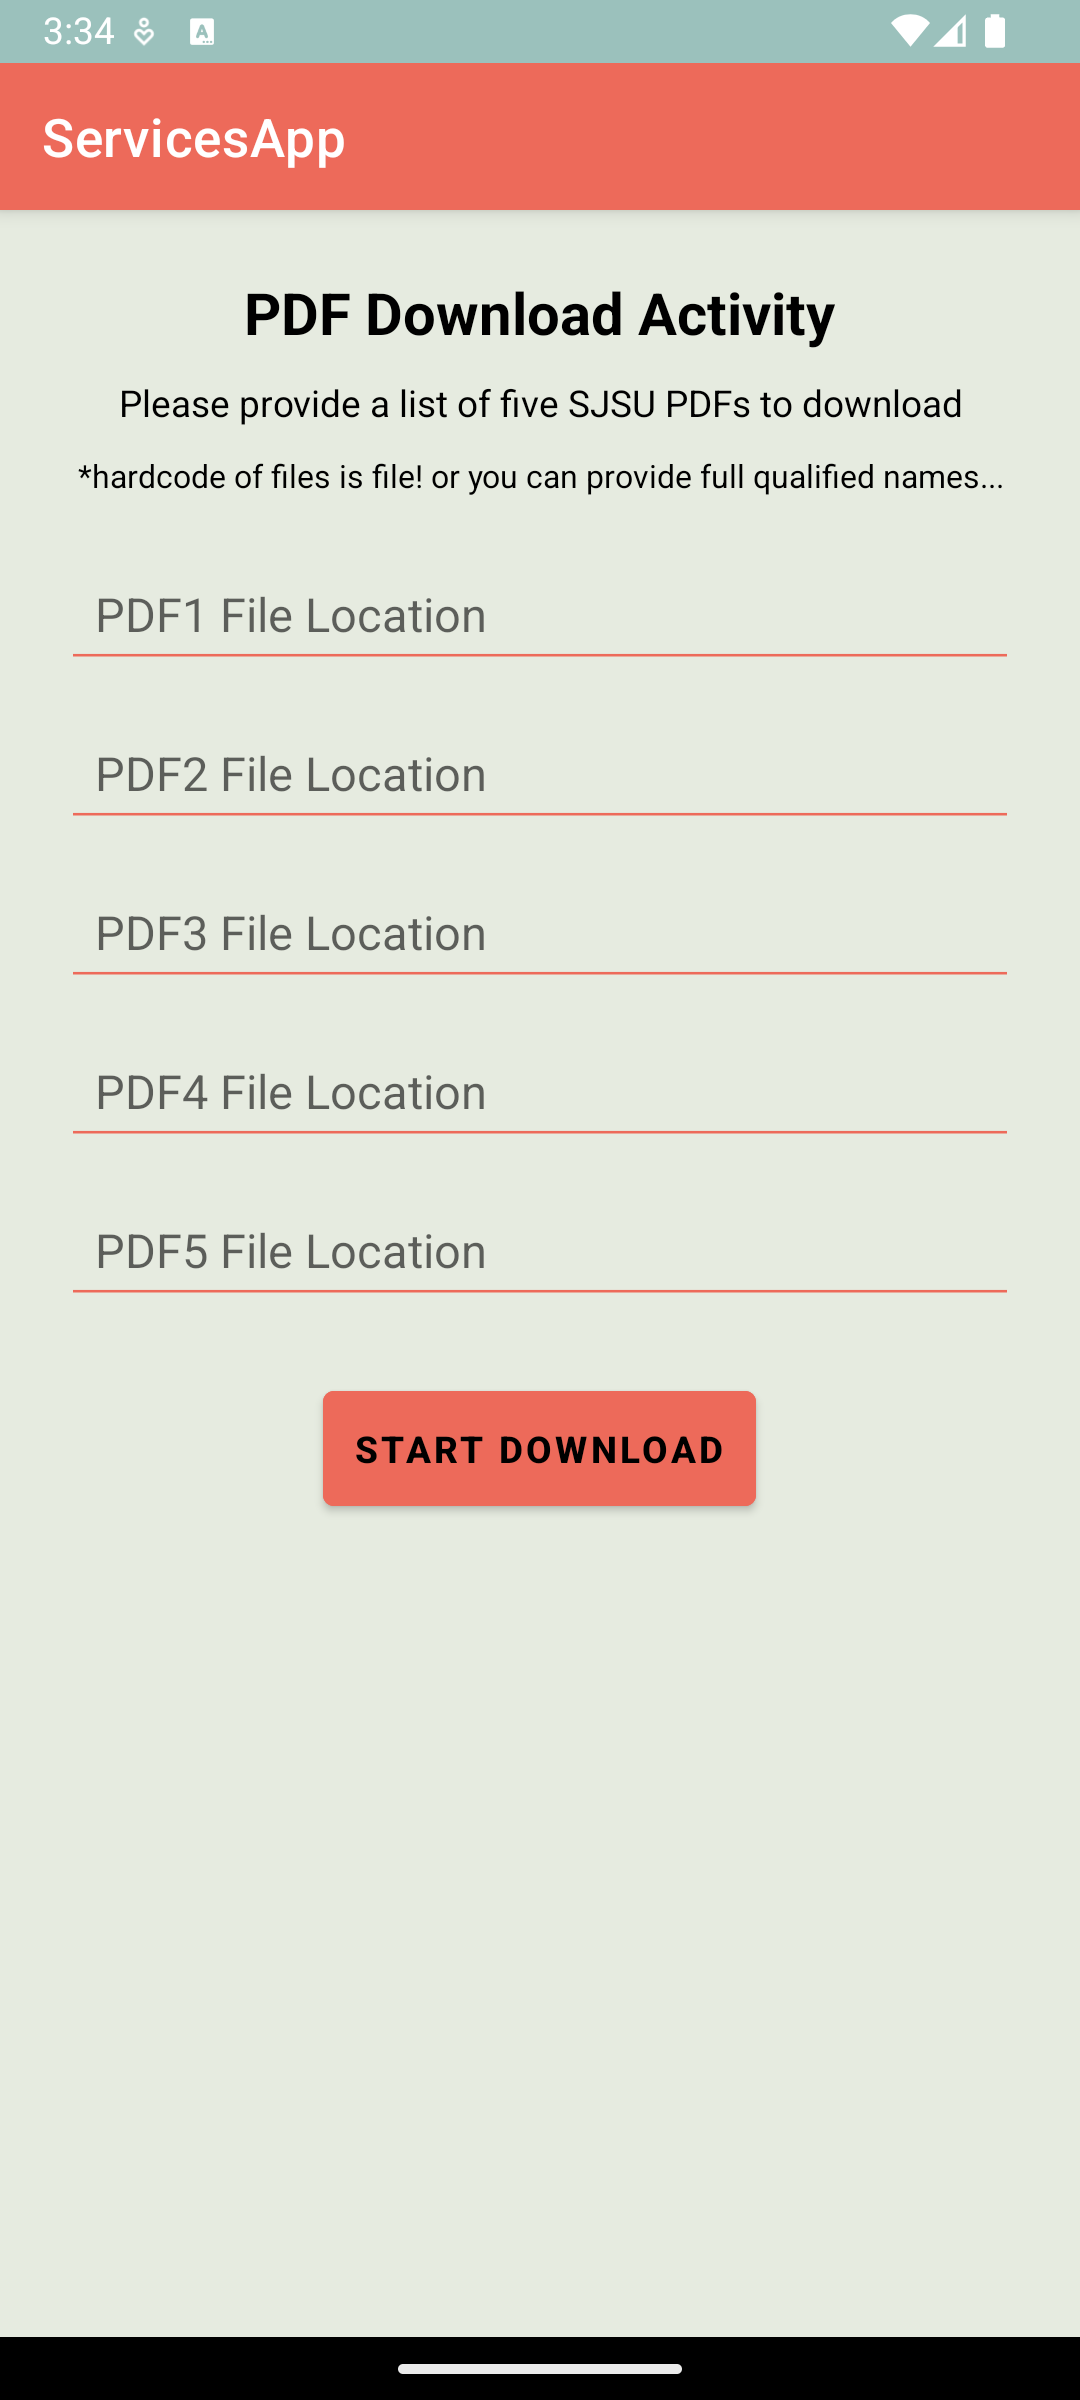 3:34
ServicesApp
PDF Download Activity
Please provide a list of five SJSU PDFs to download
*hardcode of files is file! or you can provide full qualified names...
PDF1 File Location
PDF2 File Location
PDF3 File Location
PDF4 File Location
PDF5 File Location
START DOWNLOAD